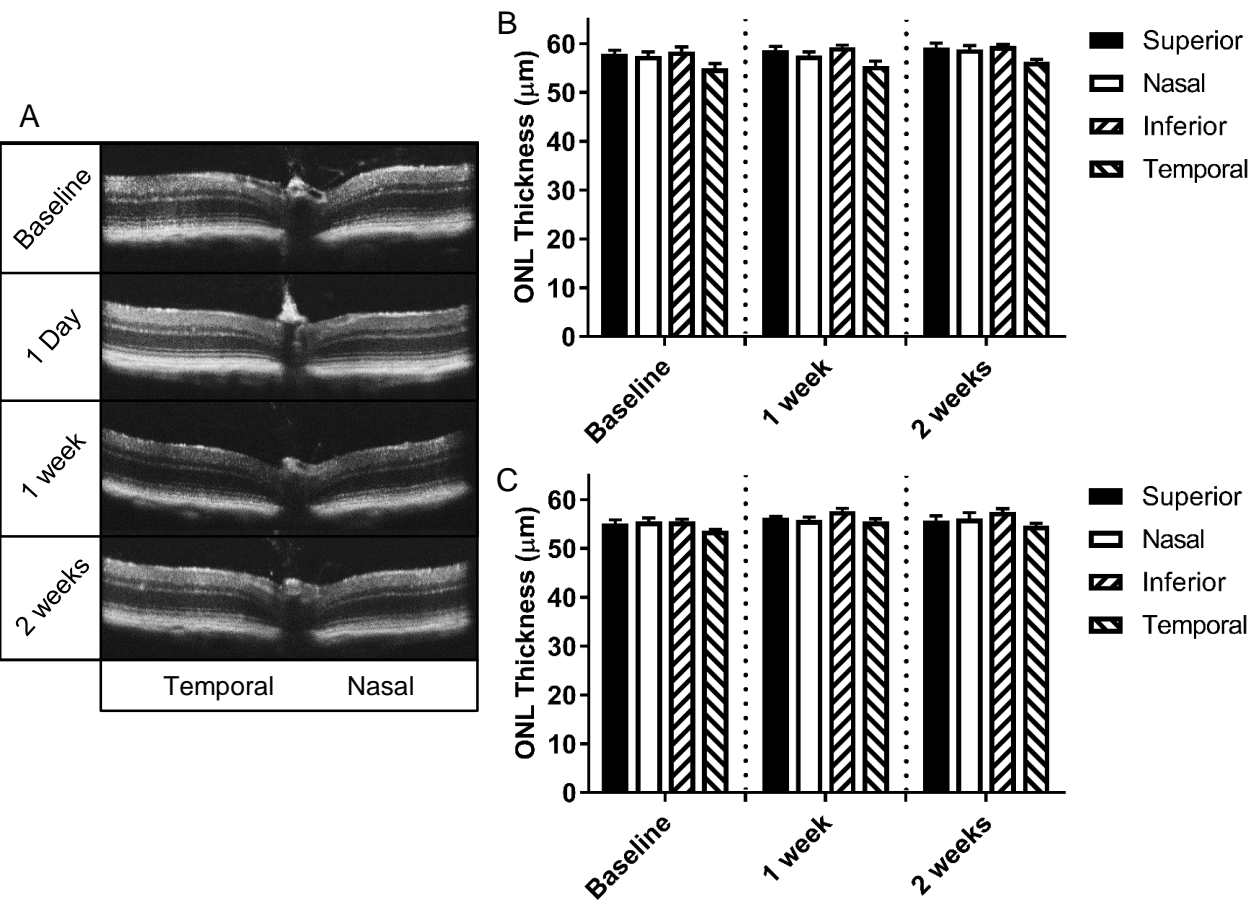 A
Baseline
1 Day
1 week
2 weeks
Temporal Nasal
B
ONL Thickness (μm)
60
50
40
30
20
10
0
Baseline
1 week
2 weeks
Superior
Nasal
Inferior
Temporal
C
ONL Thickness (μm)
60
50
40
30
20
10
0
Baseline
1 week
2 weeks
Superior
Nasal
Inferior
Temporal